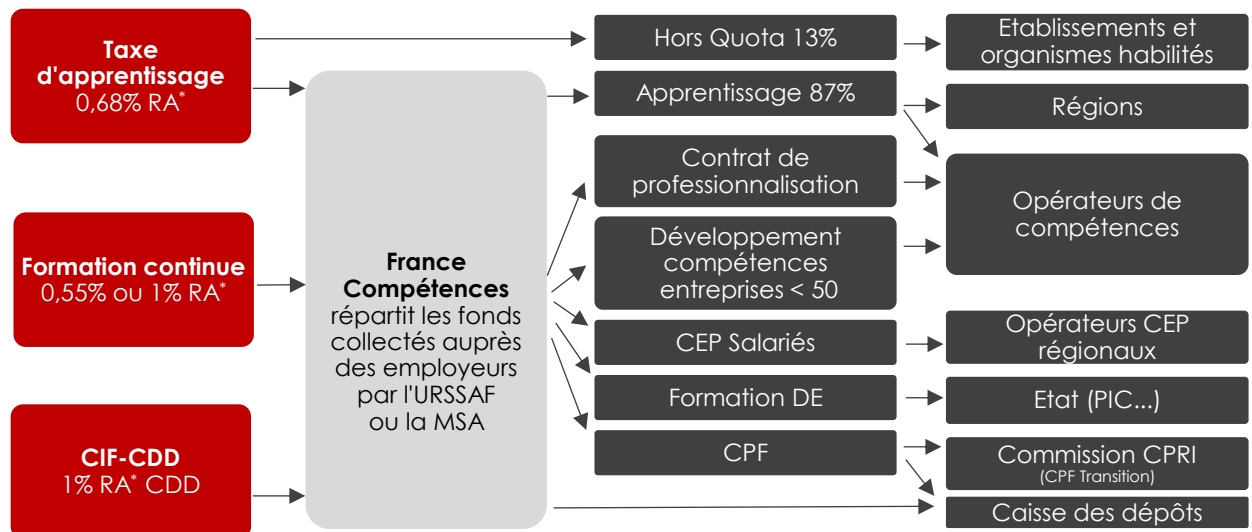 Taxe
d'apprentissage
0,68% RA*
Formation continue
0,55% ou 1% RA*
CIF-CDD
1% RA* CDD
France
Compétences
répartit les fonds
collectés auprès
des employeurs
par l'URSSAF
ou la MSA
Hors Quota 13%
Apprentissage 87%
Contrat de
professionnalisation
Développement
compétences
entreprises < 50
CEP Salariés
Formation DE
CPF
Etablissements et
organismes habilités
Régions
Opérateurs de
compétences
Opérateurs CEP
régionaux
Etat (PIC...)
Commission CPRI
(CPF Transition)
Caisse des dépôts